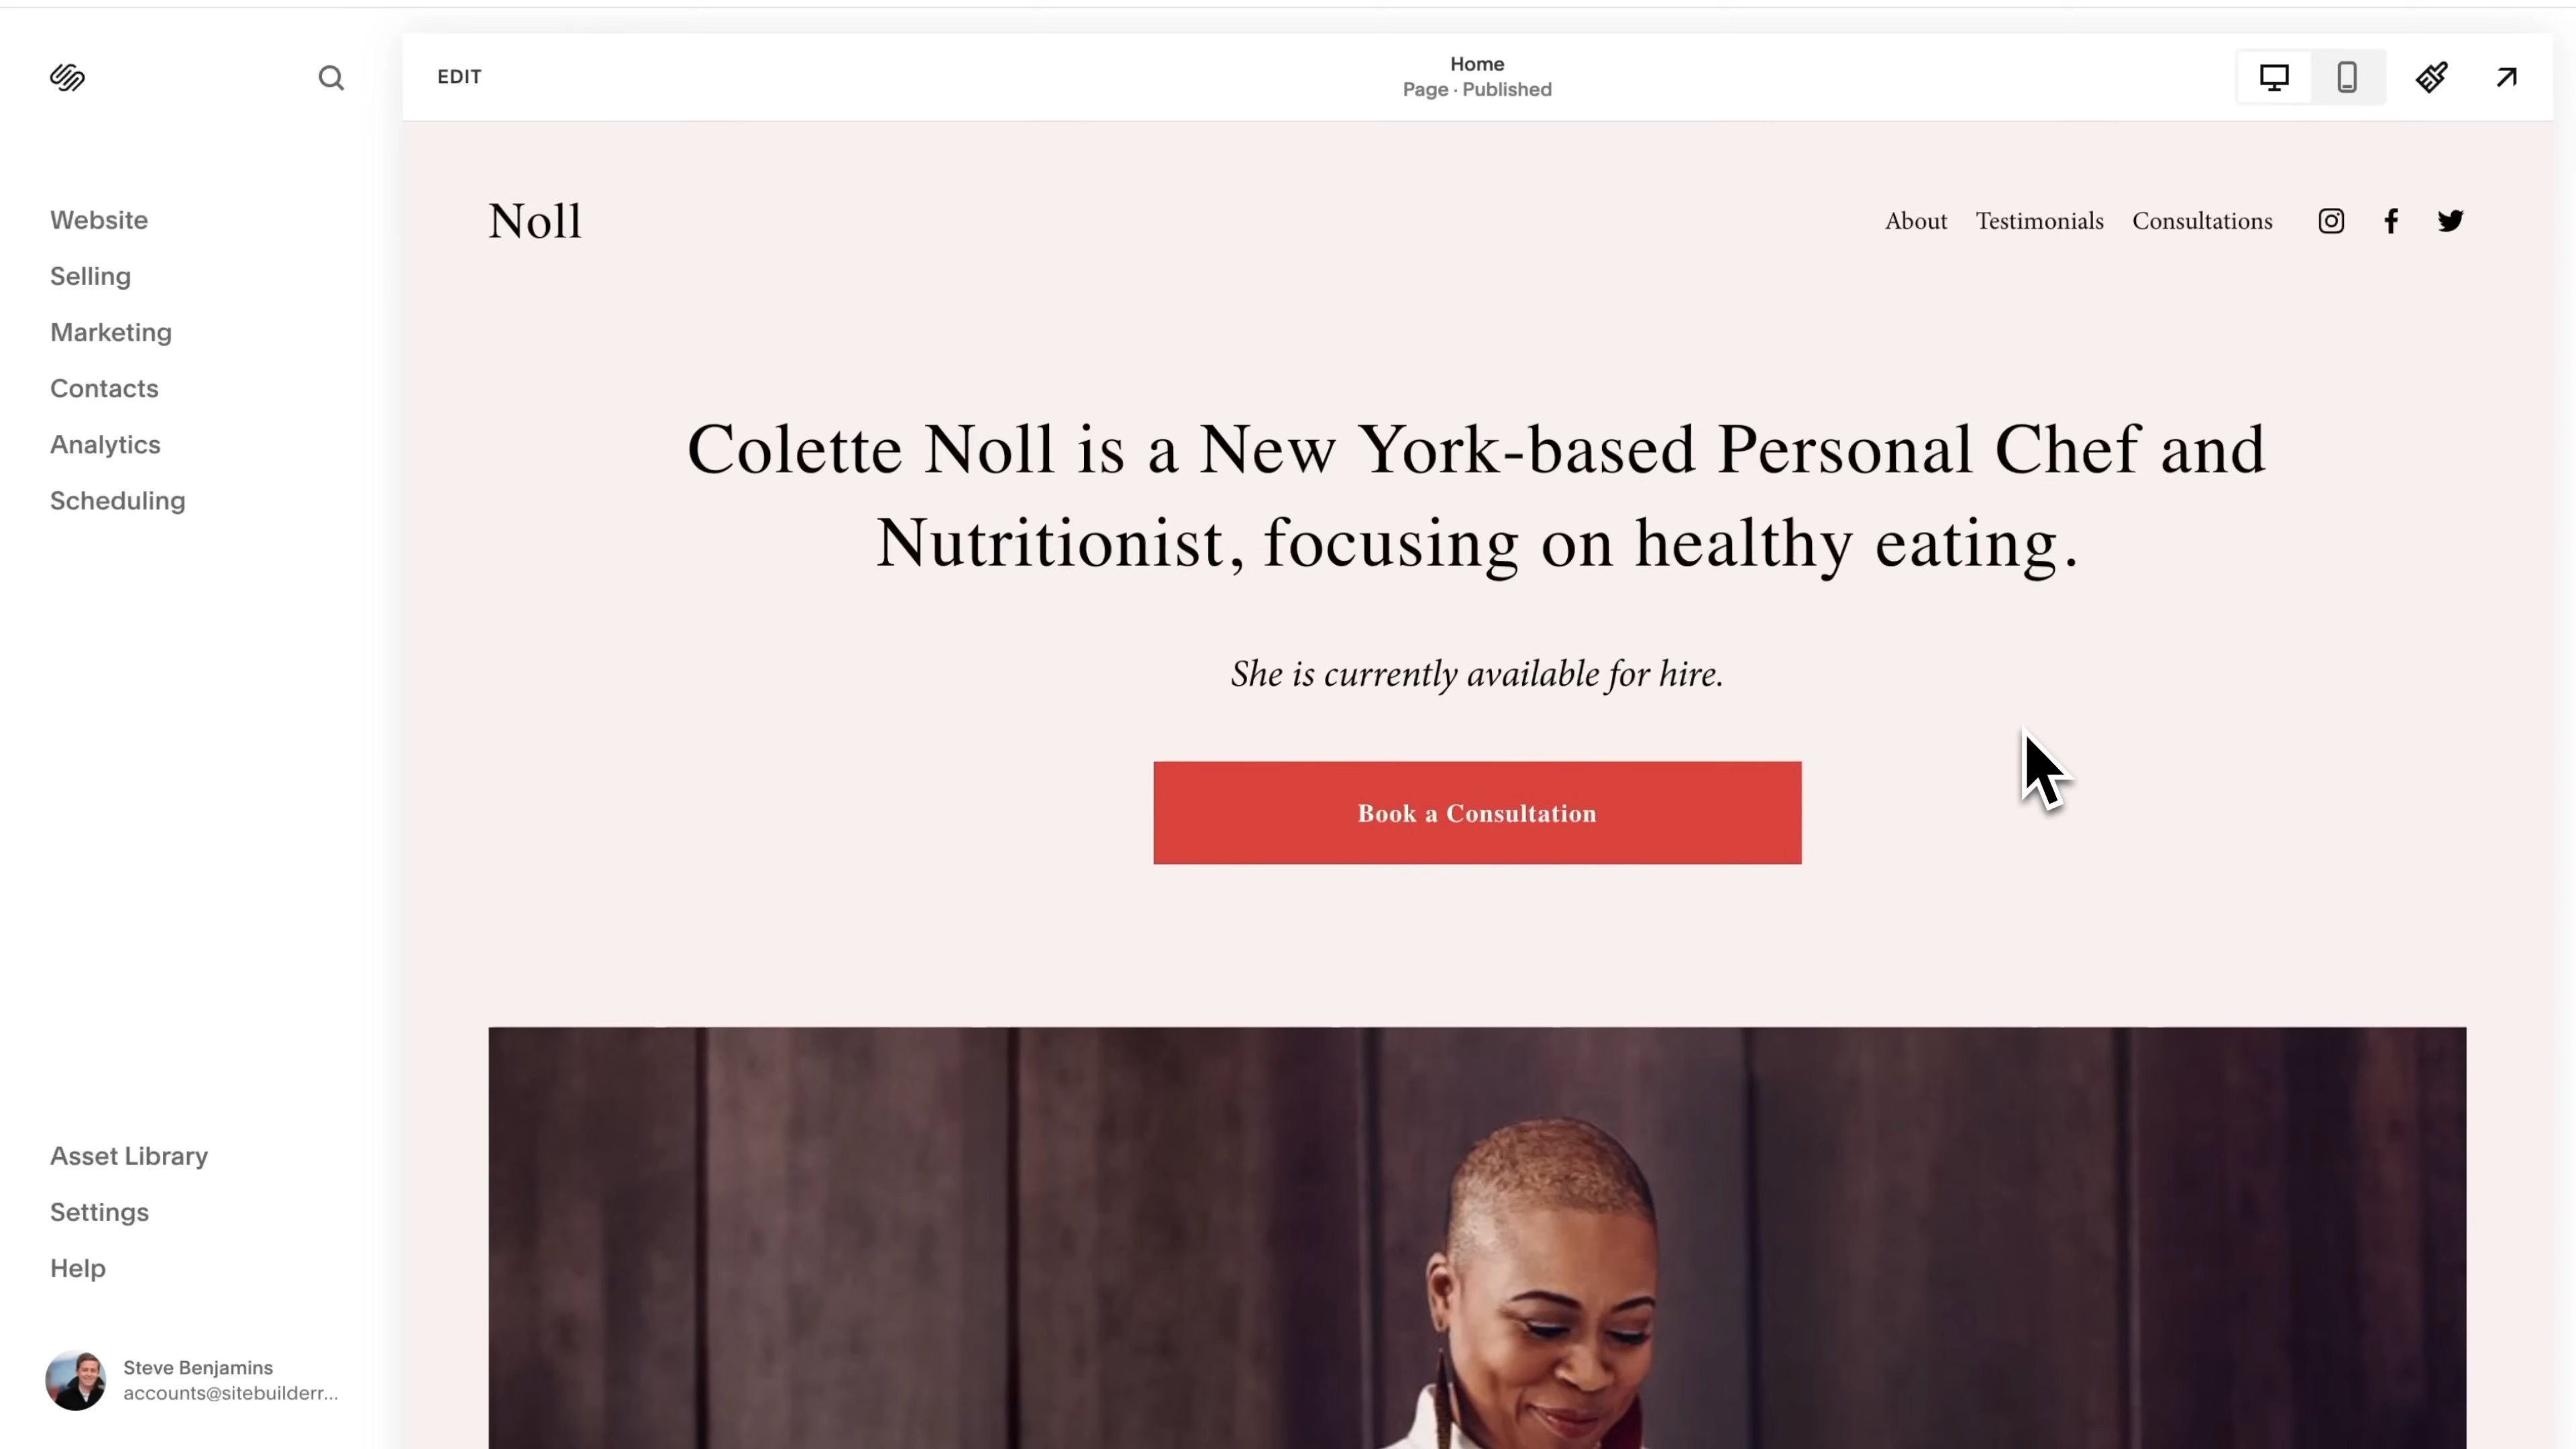 EDIT
Home
Page · Published
Website
Selling
Marketing
Contacts
Analytics
Scheduling
Asset Library
Settings
Help
Steve Benjamins
accounts@sitebuilderr...
Noll
About Testimonials Consultations
Colette Noll is a New York-based Personal Chef and
Nutritionist, focusing on healthy eating.
She is currently available for hire.
Book a Consultation